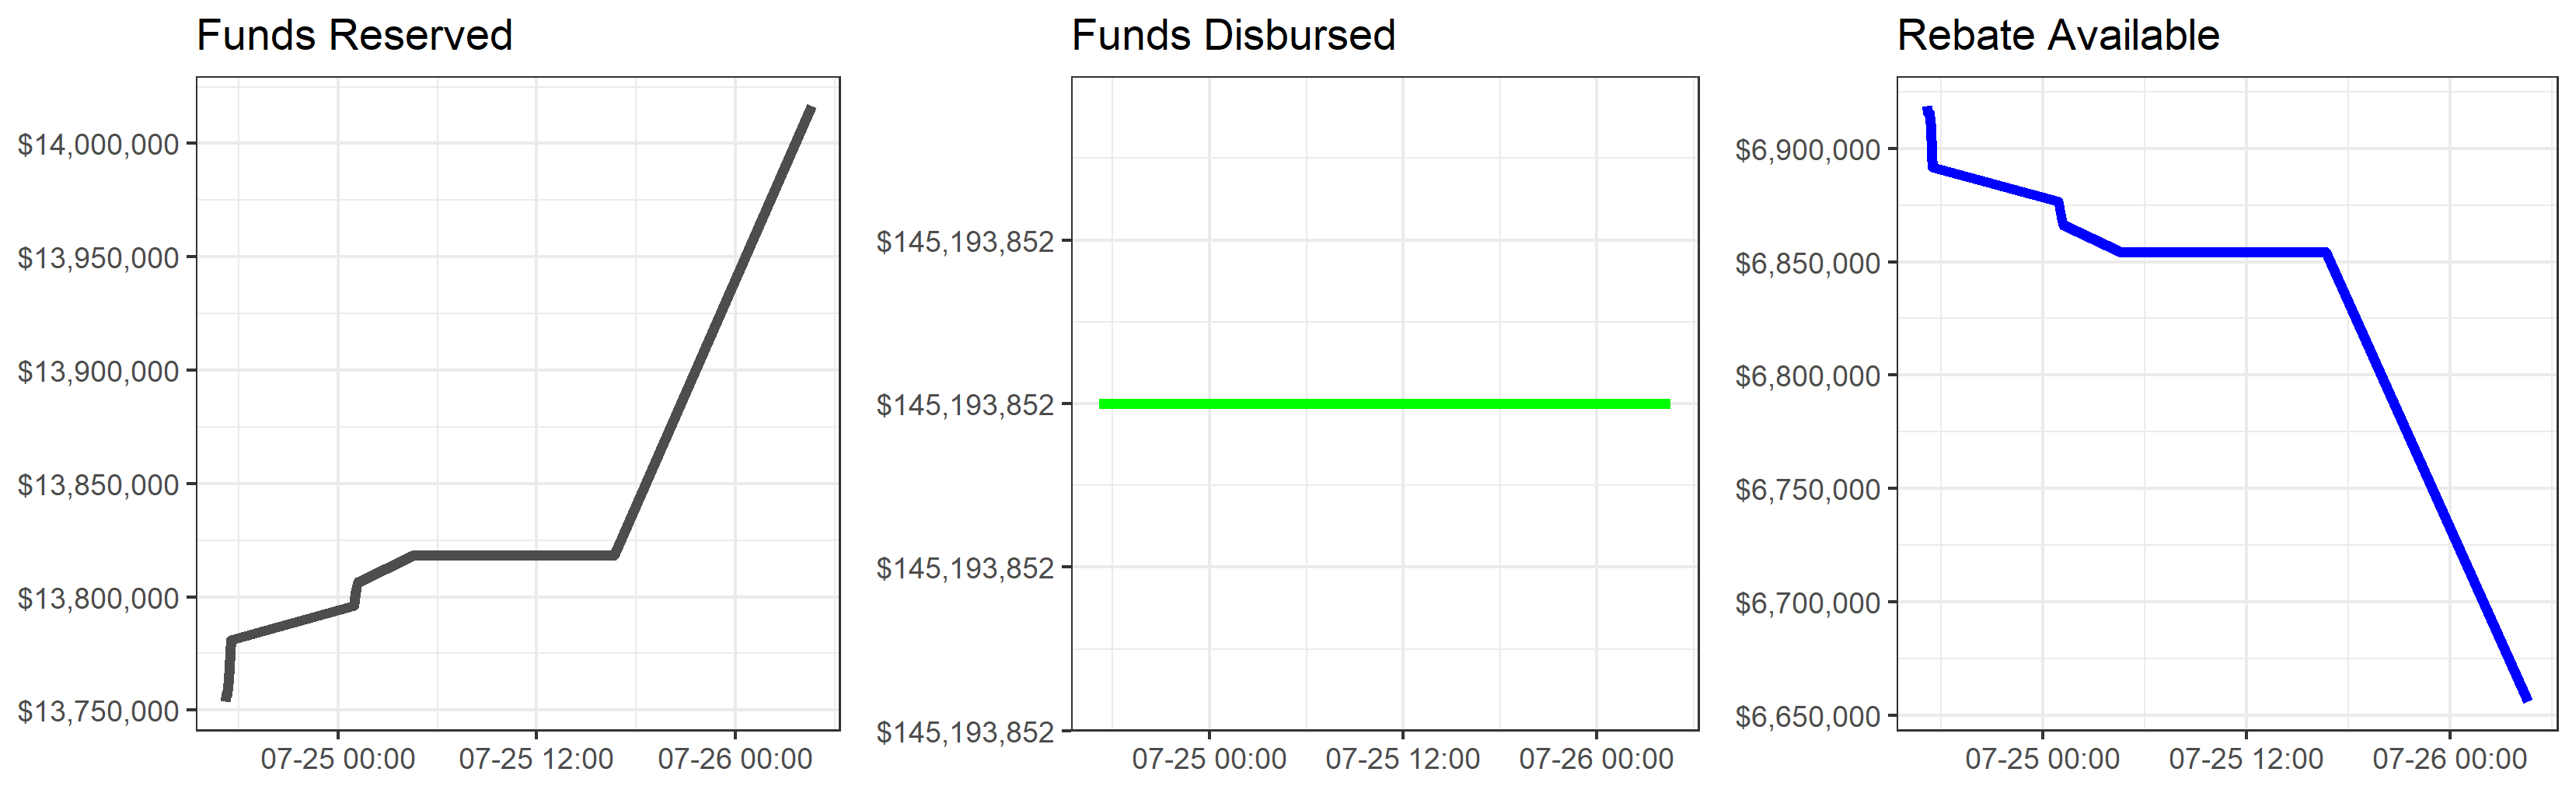 Funds Reserved
$14,000,000
$13,950,000
$13,900,000
$13,850,000
$13,800,000
$13,750,000
07-25 00:00 07-25 12:00 07-26 00:00
Funds Disbursed
$145,193,852
$145,193,852
$145,193,852
$145,193,852
07-25 00:00 07-25 12:00 07-26 00:00
Rebate Available
$6,900,000
$6,850,000
$6,800,000
$6,750,000
$6,700,000
$6,650,000
07-25 00:00 07-25 12:00 07-26 00:00